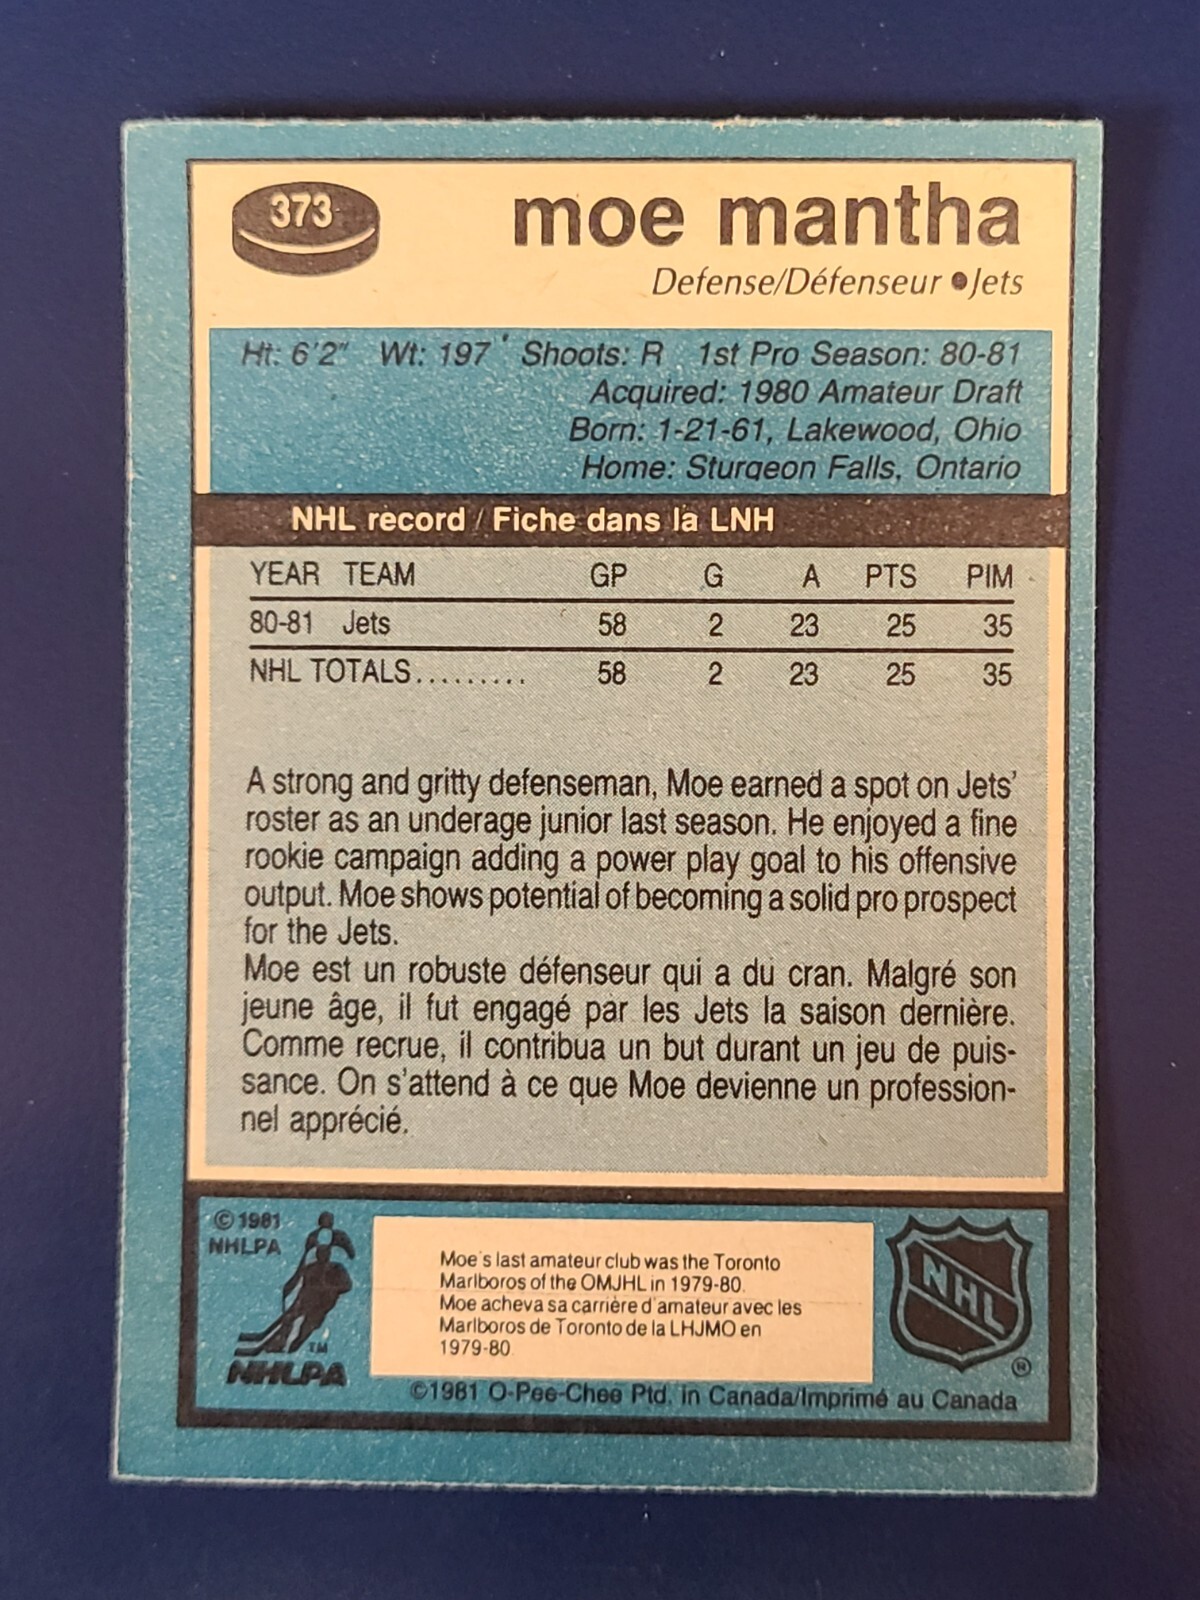 373
moe mantha
Defense/Défenseur ● Jets
Ht: 6'2" Wt: 197 Shoots: R 1st Pro Season: 80-81
Acquired: 1980 Amateur Draft
Born: 1-21-61, Lakewood, Ohio
Home: Sturgeon Falls, Ontario
NHL record / Fiche dans la LNH
YEAR TEAM GP G A PTS PIM
80-81 Jets 58 2 23 25 35
NHL TOTALS......... 58 2 23 25 35
A strong and gritty defenseman, Moe earned a spot on Jets'
roster as an underage junior last season. He enjoyed a fine
rookie campaign adding a power play goal to his offensive
output. Moe shows potential of becoming a solid pro prospect
for the Jets.
Moe est un robuste défenseur qui a du cran. Malgré son
jeune âge, il fut engagé par les Jets la saison dernière.
Comme recrue, il contribua un but durant un jeu de puis-
sance. On s'attend à ce que Moe devienne un profession-
nel apprécié.
©1981
NHLPA
TM
NHLPA
Moe's last amateur club was the Toronto
Marlboros of the OMJHL in 1979-80.
Moe acheva sa carrière d'amateur avec les
Marlboros de Toronto de la LHJMO en
1979-80.
NHL
®
©1981 O-Pee-Chee Ptd. in Canada/Imprimé au Canada